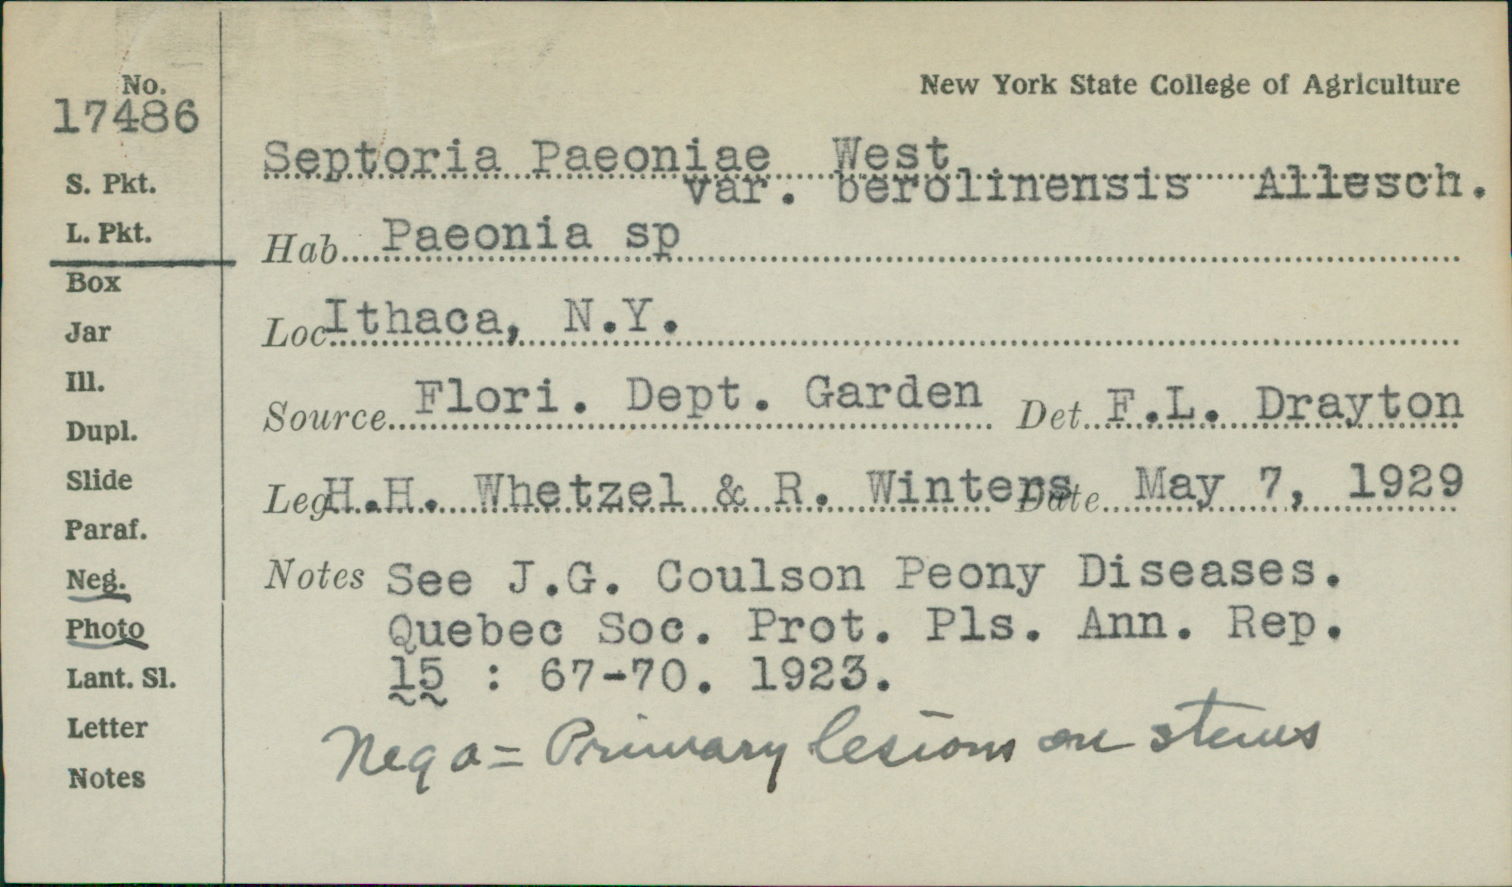 No.
17486
New York State College of Agriculture
Septoria Paeoniae West
var. berolinensis Allesch.
S. Pkt.
L. Pkt.
Box
Jar
Ill.
Dupl.
Slide
Paraf.
Neg.
Photo
Lant. Sl.
Letter
Notes
Hab. Paeonia sp
Loc Ithaca, N.Y.
Source Flori. Dept. Garden Det. F.L. Drayton
Leg H.H. Whetzel & R. Winters Date May 7, 1929
Notes See J.G. Coulson Peony Diseases.
Quebec Soc. Prot. Pls. Ann. Rep.
15 : 67-70. 1923.
Neg a = Primary lesions on stems